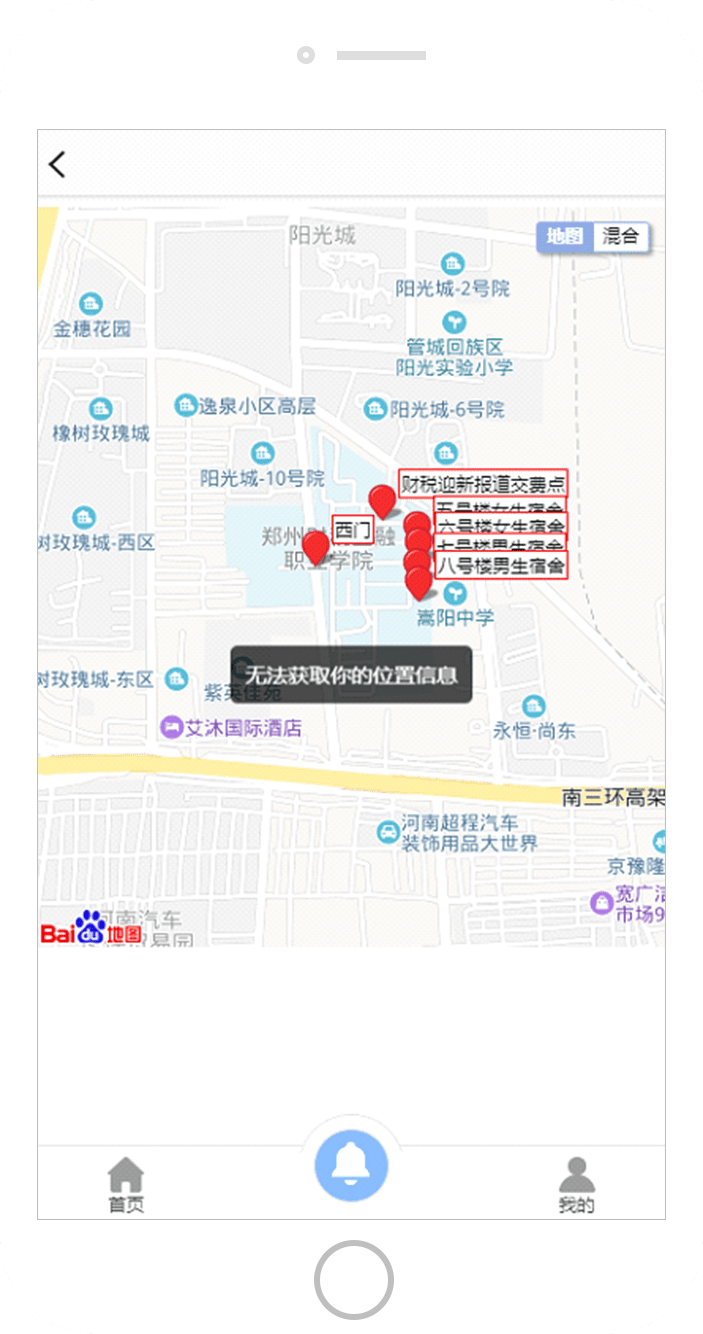 阳光城
地图 混合
阳光城-2号院
金穗花园
管城回族区
阳光实验小学
逸泉小区高层
阳光城-6号院
橡树玫瑰城
阳光城-10号院
财税迎新报道交费点
五号楼女生宿舍
西门
六号楼女生宿舍
郑州
融
树玫瑰城-西区
七号楼男生宿舍
职业学院
八号楼男生宿舍
嵩阳中学
无法获取你的位置信息
树玫瑰城-东区
紫英佳苑
艾沐国际酒店
永恒·尚东
南三环高架
河南超程汽车
装饰用品大世界
京豫隆
宽广洁
市场9
河南汽车
贸易园
Bai du 地图
首页
我的